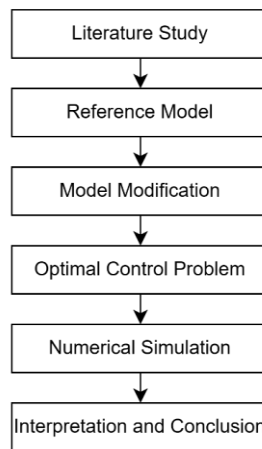 Literature Study
Reference Model
Model Modification
Optimal Control Problem
Numerical Simulation
Interpretation and Conclusion